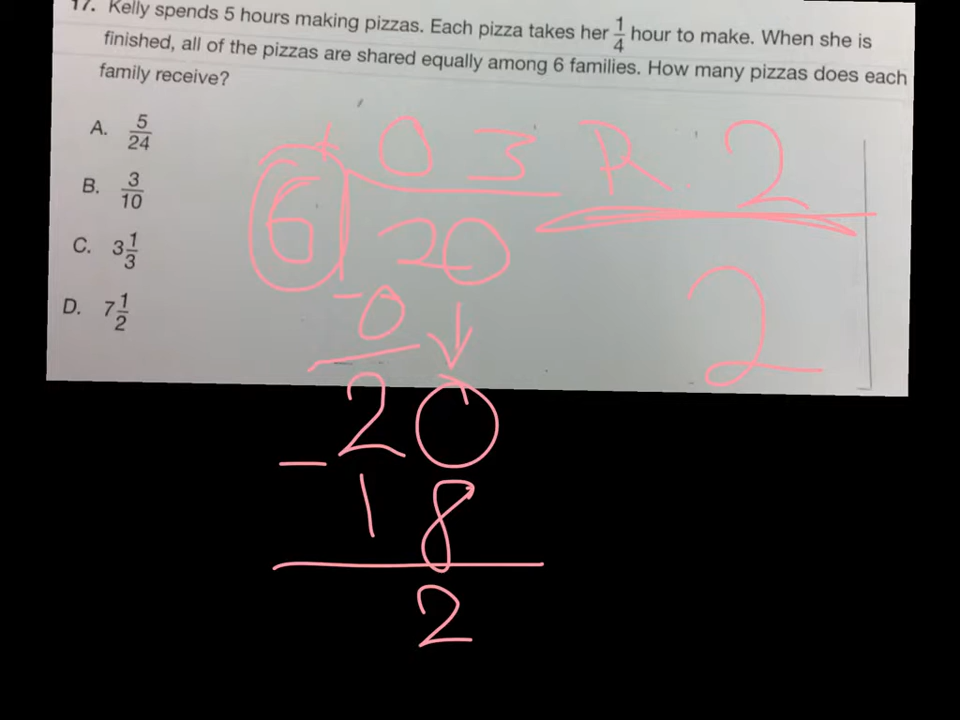 17. Kelly spends 5 hours making pizzas. Each pizza takes her 1/4 hour to make. When she is
finished, all of the pizzas are shared equally among 6 families. How many pizzas does each
family receive?
A. 5/24
B. 3/10
C. 3 1/3
D. 7 1/2
03 R. 2
6 20
- 0
2
20
- 18
2